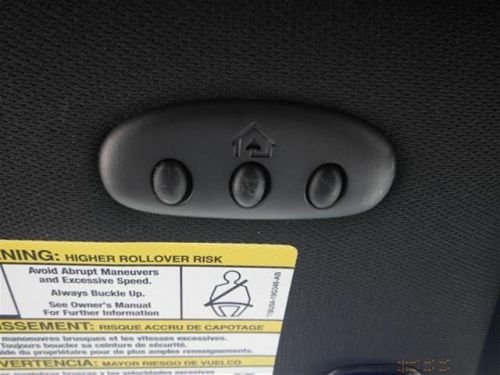 NING: HIGHER ROLLOVER RISK
Avoid Abrupt Maneuvers
and Excessive Speed.
Always Buckle Up.
See Owner's Manual
For Further Information
ISSEMENT: RISQUE ACCRU DE CAPOTAGE
manoeuvres brusques et les vitesses excessives.
Toujours boucler sa ceinture de sécurité.
uide du propriétaire pour de plus amples renseignements.
VERTENCIA: MAYOR RIESGO DE VUELCO